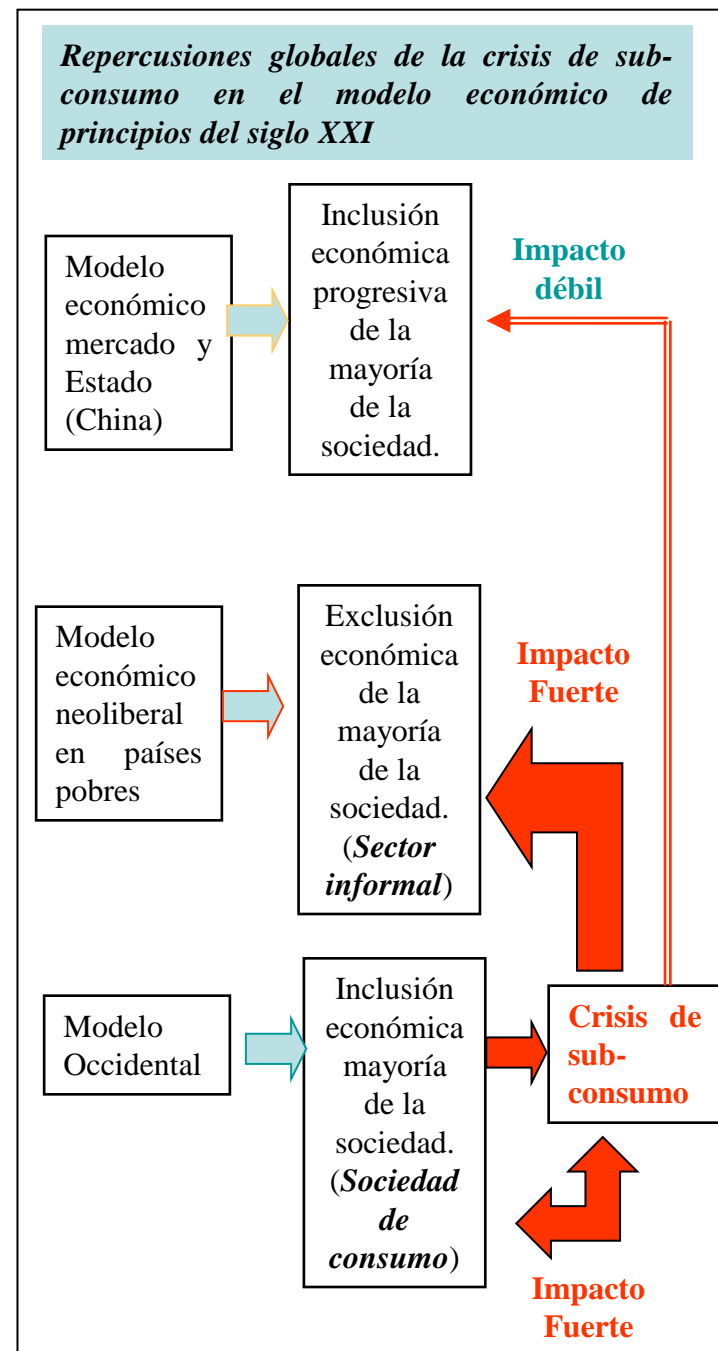 Repercusiones globales de la crisis de sub-
consumo en el modelo económico de
principios del siglo XXI
Modelo
económico
mercado y
Estado
(China)
Inclusión
económica
progresiva
de la
mayoría
de la
sociedad.
Impacto
débil
Modelo
económico
neoliberal
en países
pobres
Exclusión
económica
de la
mayoría
de la
sociedad.
(Sector
informal)
Impacto
Fuerte
Modelo
Occidental
Inclusión
económica
mayoría
de la
sociedad.
(Sociedad
de
consumo)
Crisis de
sub-
consumo
Impacto
Fuerte